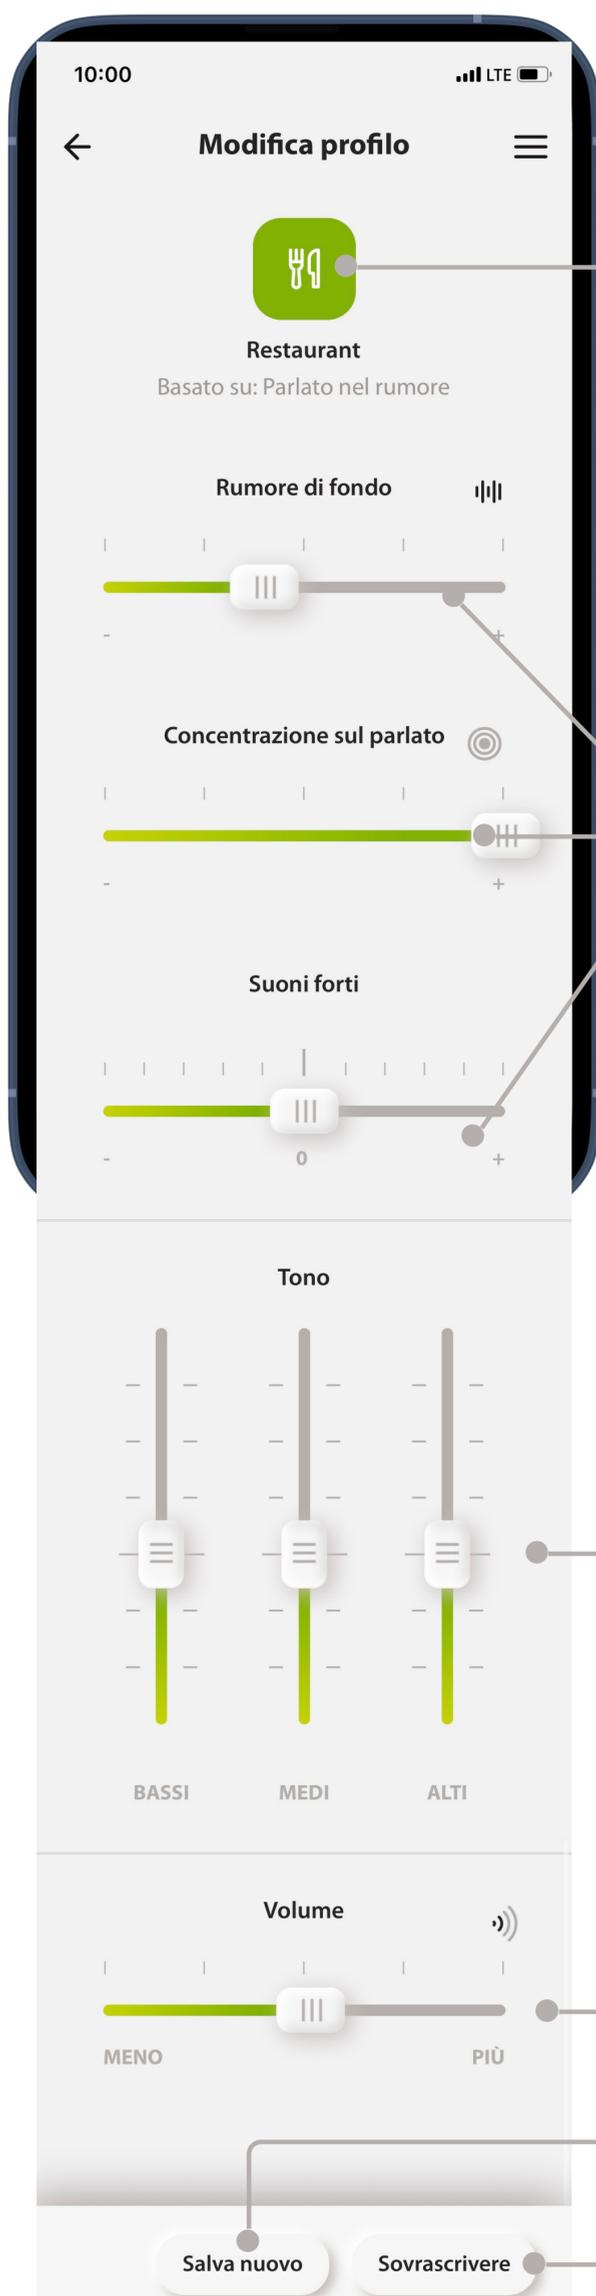 10:00 LTE
Modifica profilo
Restaurant
Basato su: Parlato nel rumore
Rumore di fondo
- +
Concentrazione sul parlato
- +
Suoni forti
- 0 +
Tono
BASSI MEDI ALTI
Volume
MENO PIÙ
Salva nuovo Sovrascrivere